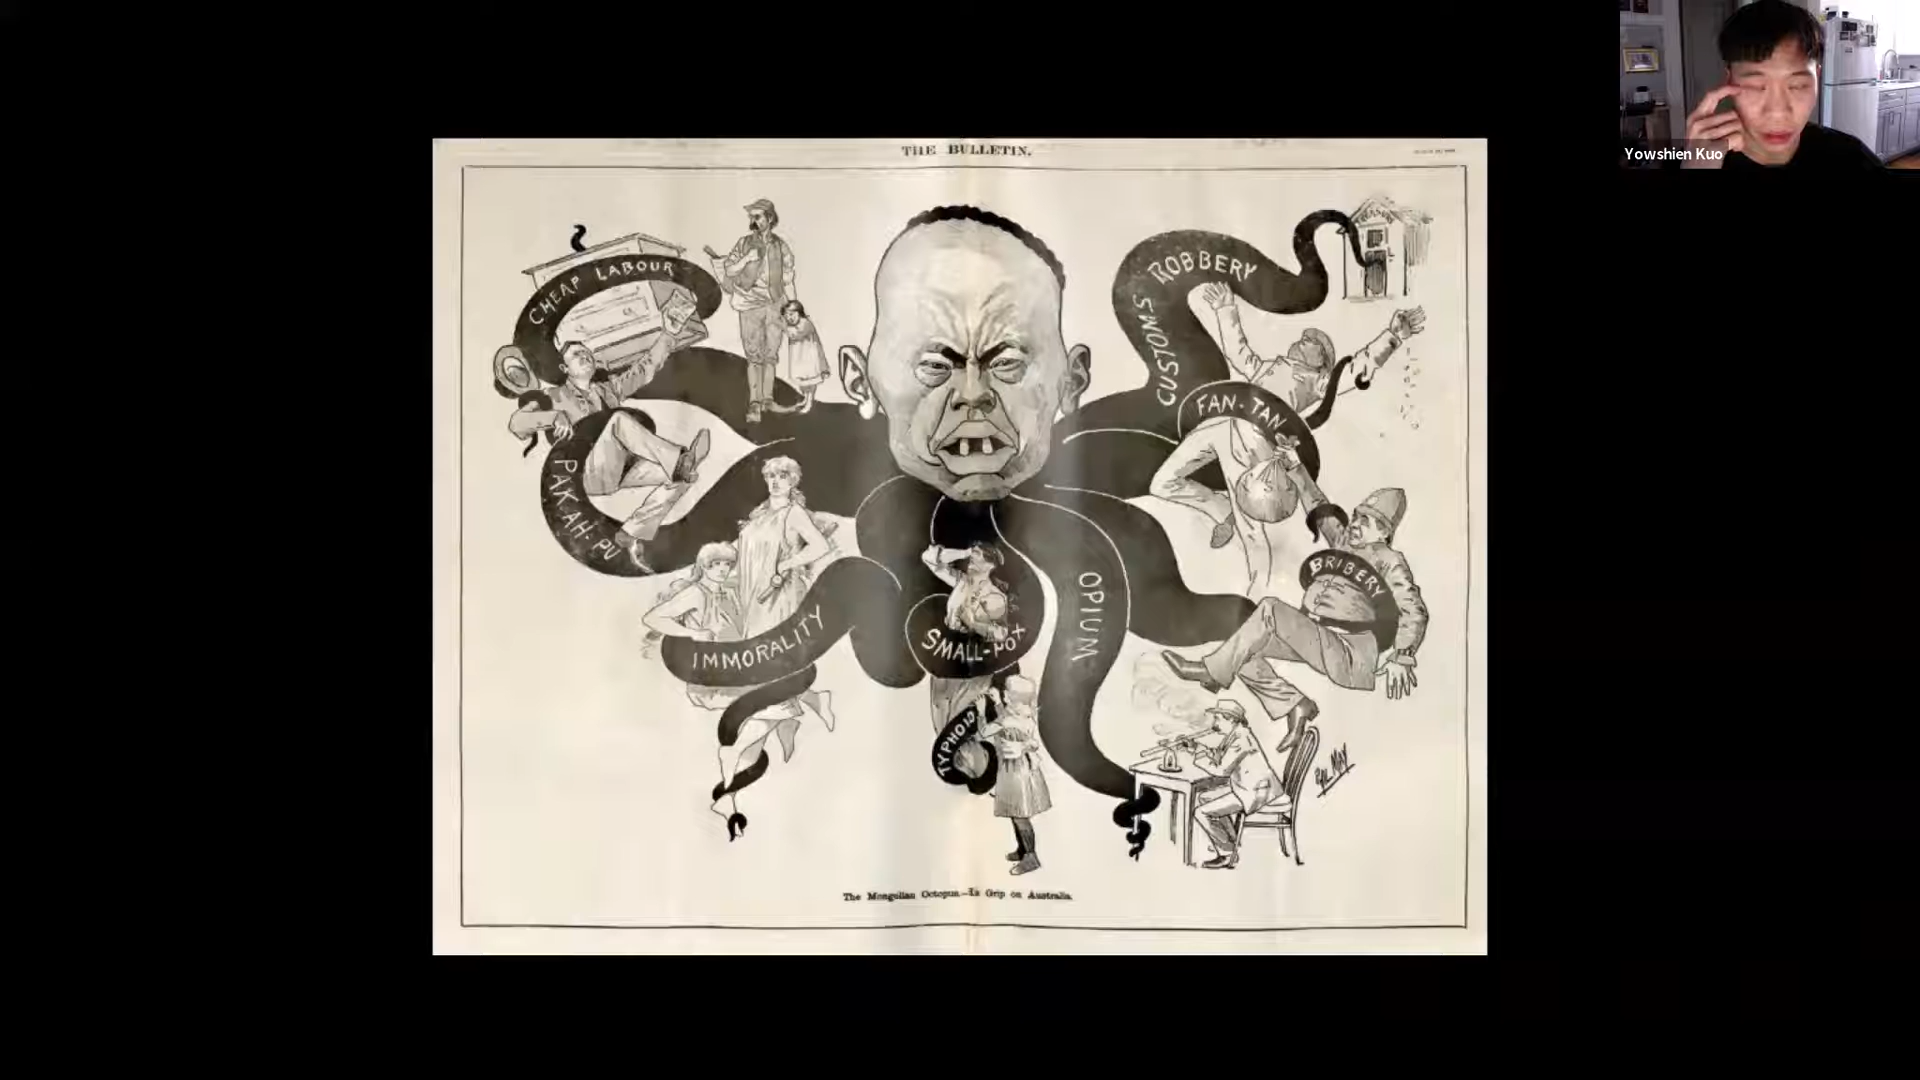 THE BULLETIN.
Yowshien Kuo
CHEAP LABOUR
CUSTOMS ROBBERY
PAK-AH-PU
FAN-TAN
BRIBERY
IMMORALITY
SMALL-POX
OPIUM
TYPHOID
PHIL MAY
The Mongolian Octopus—Its Grip on Australia.